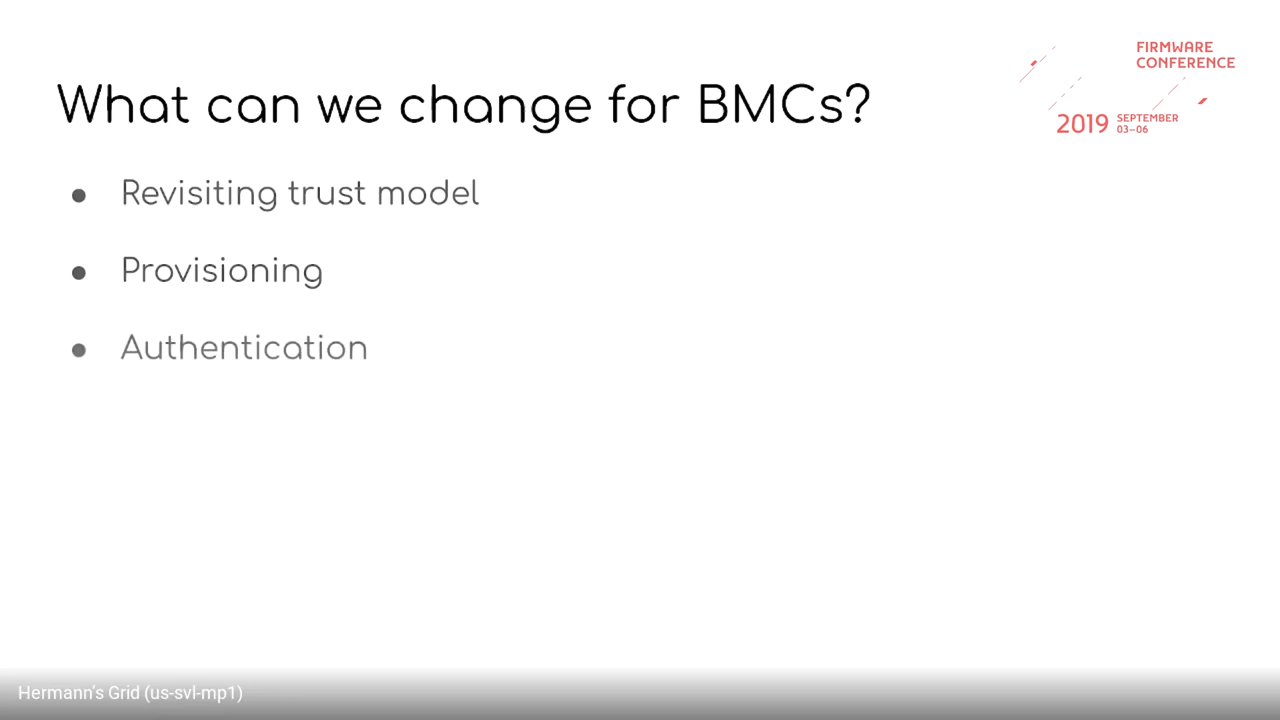 FIRMWARE
CONFERENCE
2019 SEPTEMBER
03–06
What can we change for BMCs?
● Revisiting trust model
● Provisioning
● Authentication
Hermann's Grid (us-svl-mp1)